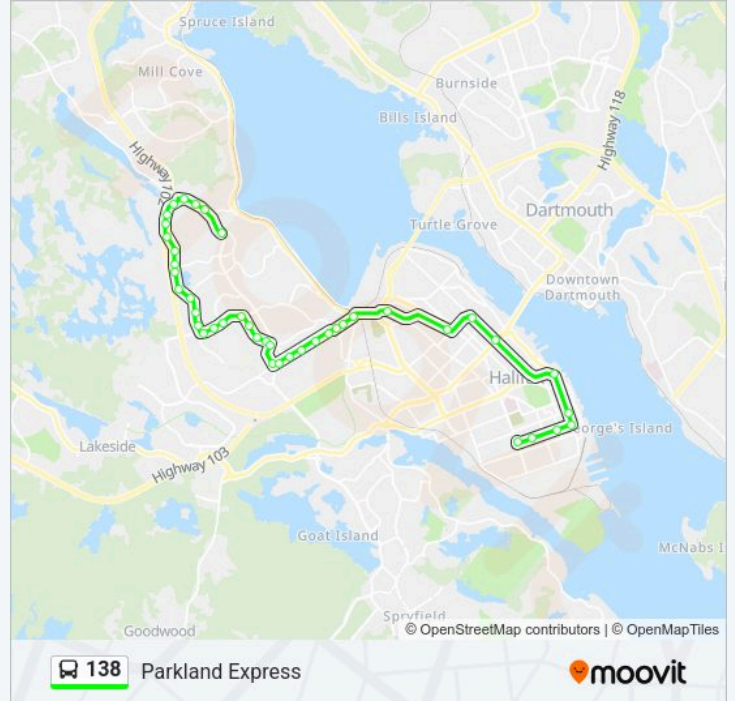 Spruce Island
Mill Cove
Burnside
Bills Island
Highway 118
Highway 102
Dartmouth
Turtle Grove
Downtown
Dartmouth
Halifax
George's Island
Lakeside
Highway 103
Goat Island
McNabs I
Spryfield
© OpenStreetMap contributors | © OpenMapTiles
Goodwood
138 Parkland Express
moovit